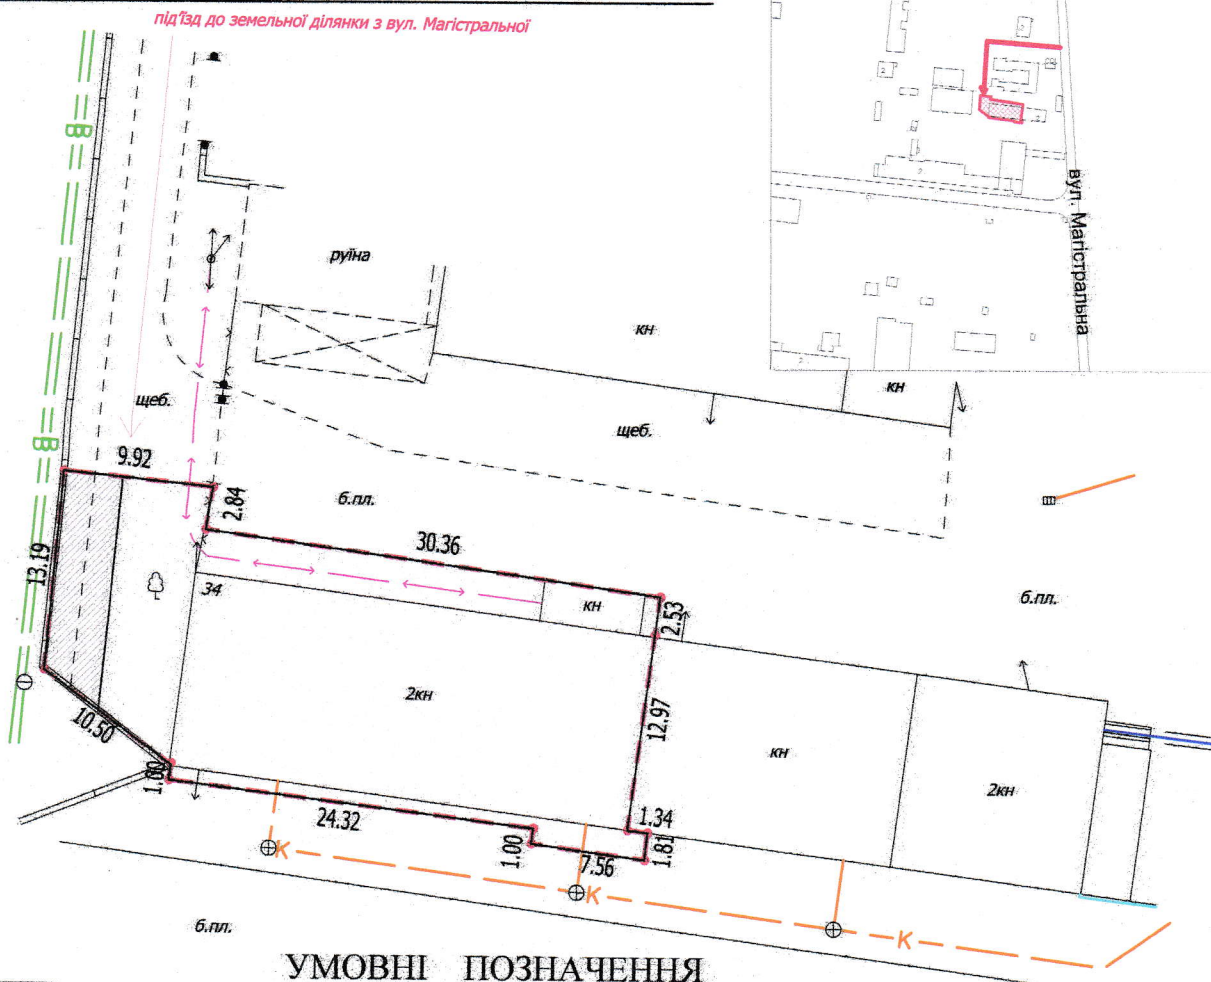 під'їзд до земельної ділянки з вул. Магістральної
вул. Магістральна
В
руїна
кн
кн
щеб.
щеб.
В
9.92
2.84
б.пл.
30.36
13.19
34
кн
2.53
б.пл.
2кн
12.97
10.50
кн
1.00
2кн
24.32
1.34
1.00
1.81
7.56
К
К
К
б.пл.
УМОВНІ ПОЗНАЧЕННЯ